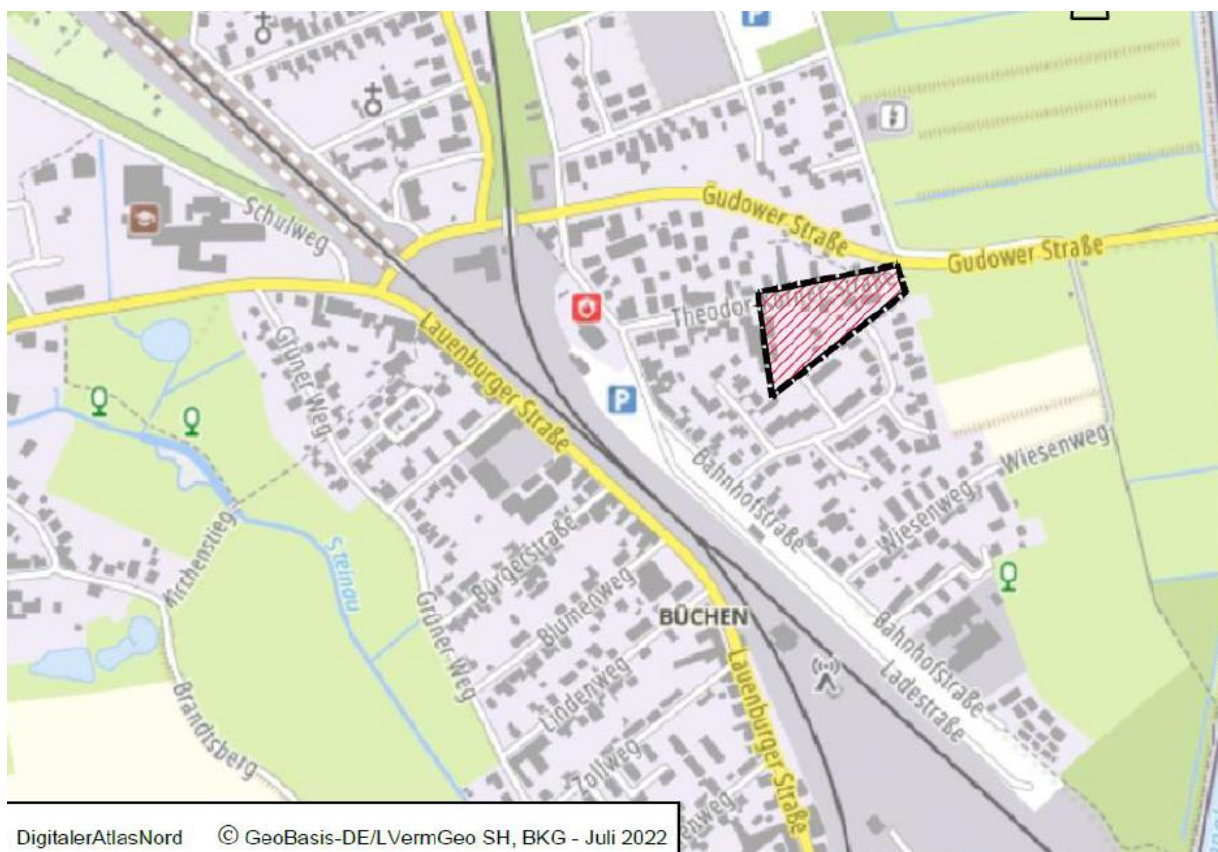 P
Schulweg
Gudower Straße
Gudower Straße
Theodor
Grüner Weg
Lauenburger Straße
P
Bahnhofstraße
Wiesenweg
Wiesenweg
Kirchenstieg
Steinau
Bürgerstraße
Blumenweg
Grüner-Weg
BÜCHEN
Bahnhofstraße
Ladestraße
Lindenweg
Lauenburger Straße
Brandtsberg
Zollweg
DigitalerAtlasNord © GeoBasis-DE/LVermGeo SH, BKG - Juli 2022